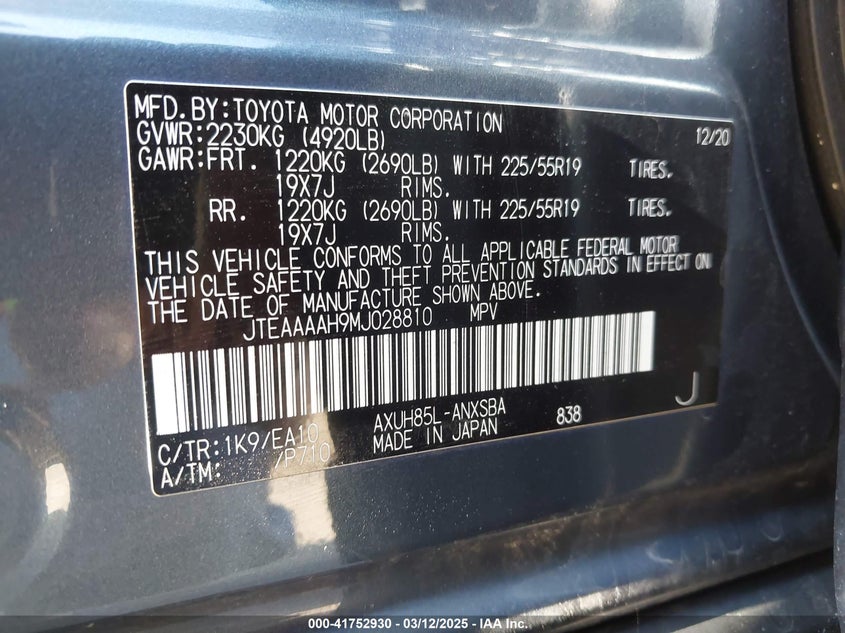 MFD.BY:TOYOTA MOTOR CORPORATION 12/20
GVWR:2230KG (4920LB)
GAWR:FRT. 1220KG (2690LB) WITH 225/55R19 TIRES.
19X7J RIMS.
RR. 1220KG (2690LB) WITH 225/55R19 TIRES.
19X7J RIMS.
THIS VEHICLE CONFORMS TO ALL APPLICABLE FEDERAL MOTOR
VEHICLE SAFETY AND THEFT PREVENTION STANDARDS IN EFFECT ON
THE DATE OF MANUFACTURE SHOWN ABOVE.
JTEAAAAH9MJ028810 MPV
C/TR:1K9/EA10 AXUH85L-ANXSBA 838 J
A/TM: /P710 MADE IN JAPAN
000-41752930 - 03/12/2025 - IAA Inc.